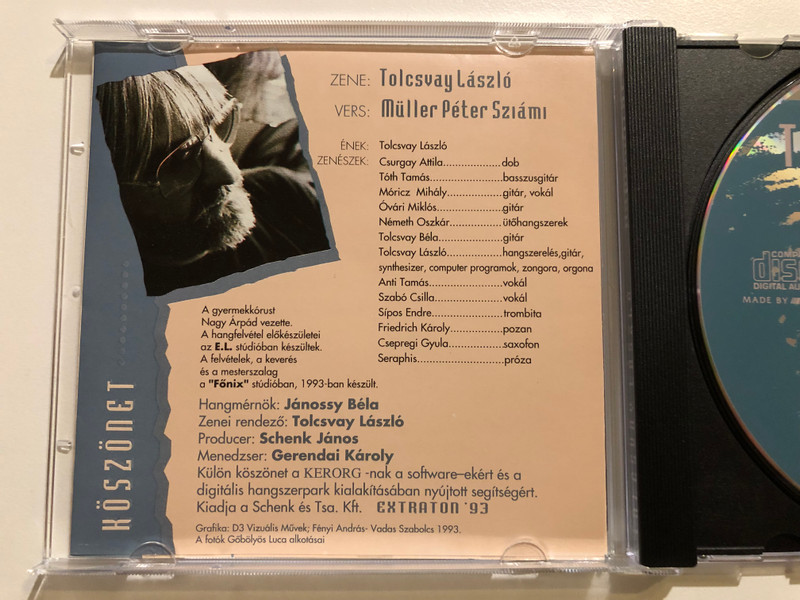 ZENE: Tolcsvay László
VERS: Müller Péter Sziámi
ÉNEK: Tolcsvay László
ZENÉSZEK: Csurgay Attila..................dob
Tóth Tamás......................basszusgitár
Móricz Mihály.................gitár, vokál
Óvári Miklós....................gitár
Németh Oszkár................ütőhangszerek
Tolcsvay Béla...................gitár
Tolcsvay László.................hangszerelés,gitár,
synthesizer, computer programok, zongora, orgona
Anti Tamás......................vokál
Szabó Csilla....................vokál
Sípos Endre.....................trombita
Friedrich Károly................pozan
Csepregi Gyula.................saxofon
Seraphis..........................próza
A gyermekkórust
Nagy Árpád vezette.
A hangfelvétel előkészületei
az E.L. stúdióban készültek.
A felvételek, a keverés
és a mesterszalag
a "Főnix" stúdióban, 1993-ban készült.
Hangmérnök: Jánossy Béla
Zenei rendező: Tolcsvay László
Producer: Schenk János
Menedzser: Gerendai Károly
Külön köszönet a KERORG -nak a software–ekért és a
digitális hangszerpark kialakításában nyújtott segítségért.
Kiadja a Schenk és Tsa. Kft. EXTRATON '93
Grafika: D3 Vizuális Művek; Fényi András- Vadas Szabolcs 1993.
A fotók Gőbölyös Luca alkotásai
KÖSZÖNET
DIGITAL AU
MADE BY